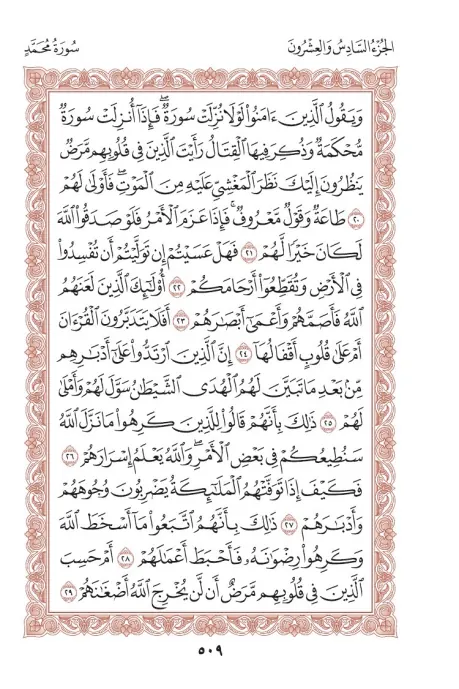 الجُزءُ السَّادِسُ وَالعِشْرُونَ
سُورَةُ مُحَمَّدٍ
وَيَقُولُ ٱلَّذِينَ ءَامَنُواْ لَوۡلَا نُزِّلَتۡ سُورَةٞۖ فَإِذَآ أُنزِلَتۡ سُورَةٞ
مُّحۡكَمَةٞ وَذُكِرَ فِيهَا ٱلۡقِتَالُ رَأَيۡتَ ٱلَّذِينَ فِي قُلُوبِهِم مَّرَضٞ
يَنظُرُونَ إِلَيۡكَ نَظَرَ ٱلۡمَغۡشِيِّ عَلَيۡهِ مِنَ ٱلۡمَوۡتِۖ فَأَوۡلَىٰ لَهُمۡ
٢٠ طَاعَةٞ وَقَوۡلٞ مَّعۡرُوفٞۚ فَإِذَا عَزَمَ ٱلۡأَمۡرُ فَلَوۡ صَدَقُواْ ٱللَّهَ
لَكَانَ خَيۡرٗا لَّهُمۡ ٢١ فَهَلۡ عَسَيۡتُمۡ إِن تَوَلَّيۡتُمۡ أَن تُفۡسِدُواْ
فِي ٱلۡأَرۡضِ وَتُقَطِّعُوٓاْ أَرۡحَامَكُمۡ ٢٢ أُوْلَٰٓئِكَ ٱلَّذِينَ لَعَنَهُمُ
ٱللَّهُ فَأَصَمَّهُمۡ وَأَعۡمَىٰٓ أَبۡصَٰرَهُمۡ ٢٣ أَفَلَا يَتَدَبَّرُونَ ٱلۡقُرۡءَانَ
أَمۡ عَلَىٰ قُلُوبٍ أَقۡفَالُهَآ ٢٤ إِنَّ ٱلَّذِينَ ٱرۡتَدُّواْ عَلَىٰٓ أَدۡبَٰرِهِم
مِّنۢ بَعۡدِ مَا تَبَيَّنَ لَهُمُ ٱلۡهُدَى ٱلشَّيۡطَٰنُ سَوَّلَ لَهُمۡ وَأَمۡلَىٰ
لَهُمۡ ٢٥ ذَٰلِكَ بِأَنَّهُمۡ قَالُواْ لِلَّذِينَ كَرِهُواْ مَا نَزَّلَ ٱللَّهُ
سَنُطِيعُكُمۡ فِي بَعۡضِ ٱلۡأَمۡرِۖ وَٱللَّهُ يَعۡلَمُ إِسۡرَارَهُمۡ ٢٦
فَكَيۡفَ إِذَا تَوَفَّتۡهُمُ ٱلۡمَلَٰٓئِكَةُ يَضۡرِبُونَ وُجُوهَهُمۡ
وَأَدۡبَٰرَهُمۡ ٢٧ ذَٰلِكَ بِأَنَّهُمُ ٱتَّبَعُواْ مَآ أَسۡخَطَ ٱللَّهَ
وَكَرِهُواْ رِضۡوَٰنَهُۥ فَأَحۡبَطَ أَعۡمَٰلَهُمۡ ٢٨ أَمۡ حَسِبَ
ٱلَّذِينَ فِي قُلُوبِهِم مَّرَضٌ أَن لَّن يُخۡرِجَ ٱللَّهُ أَضۡغَٰنَهُمۡ ٢٩
٥٠٩